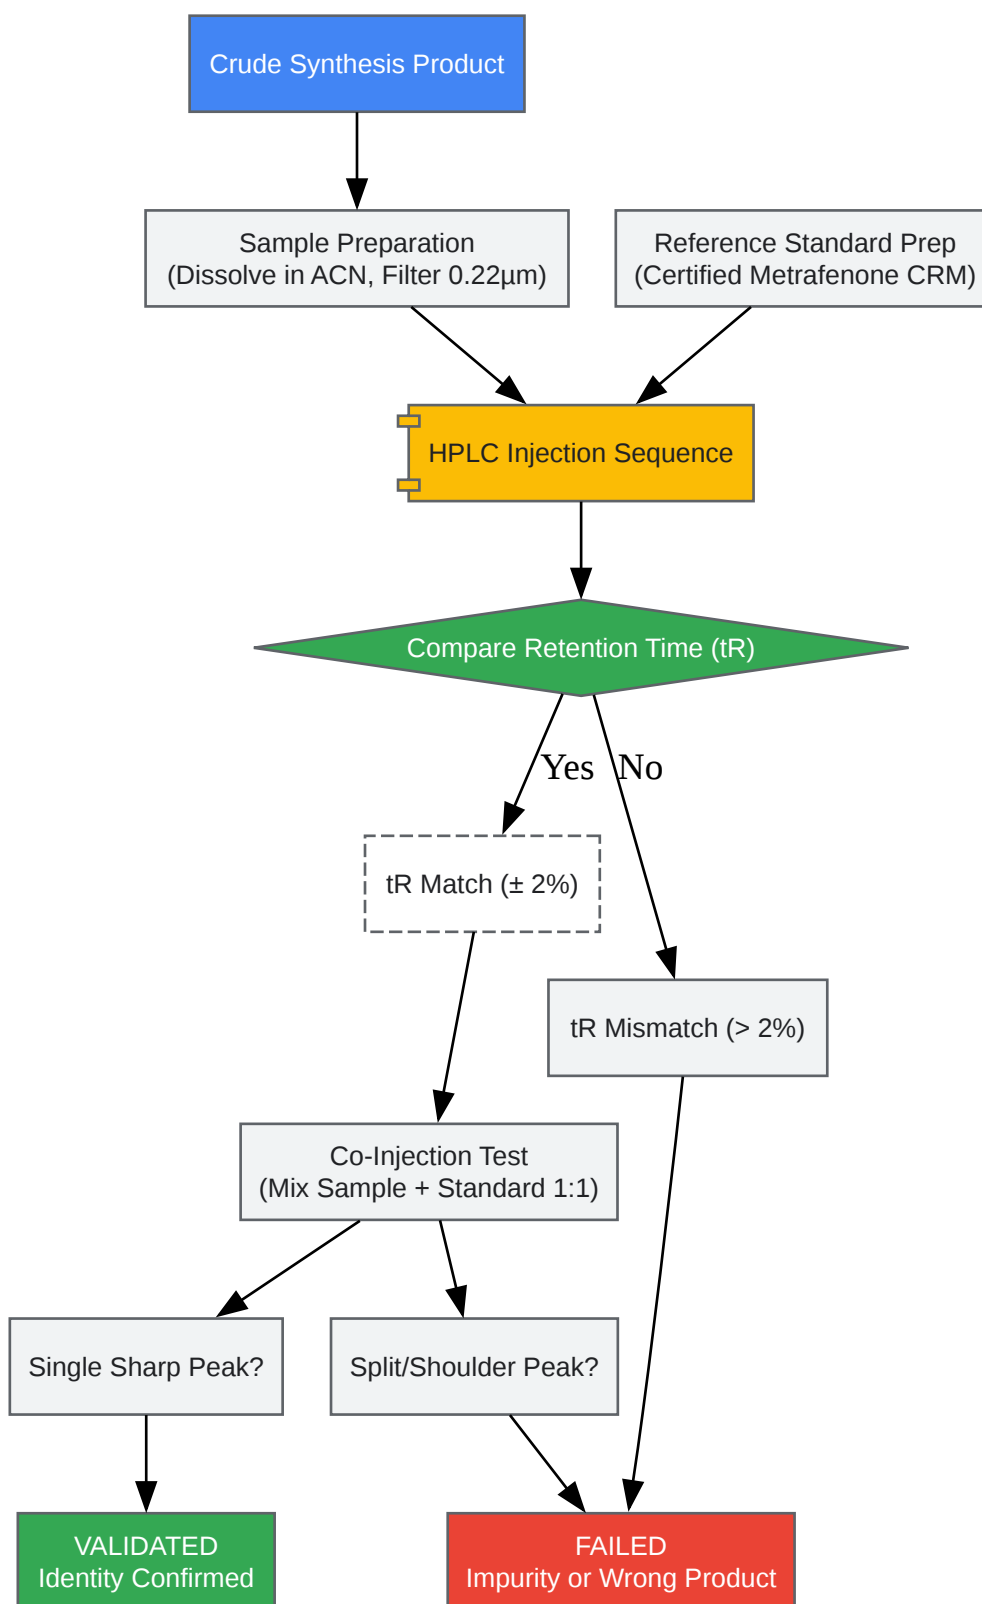 Crude Synthesis Product
Sample Preparation
(Dissolve in ACN, Filter 0.22µm)
Reference Standard Prep
(Certified Metrafenone CRM)
HPLC Injection Sequence
Compare Retention Time (tR)
Yes
No
tR Match (± 2%)
tR Mismatch (> 2%)
Co-Injection Test
(Mix Sample + Standard 1:1)
Single Sharp Peak?
Split/Shoulder Peak?
VALIDATED
Identity Confirmed
FAILED
Impurity or Wrong Product